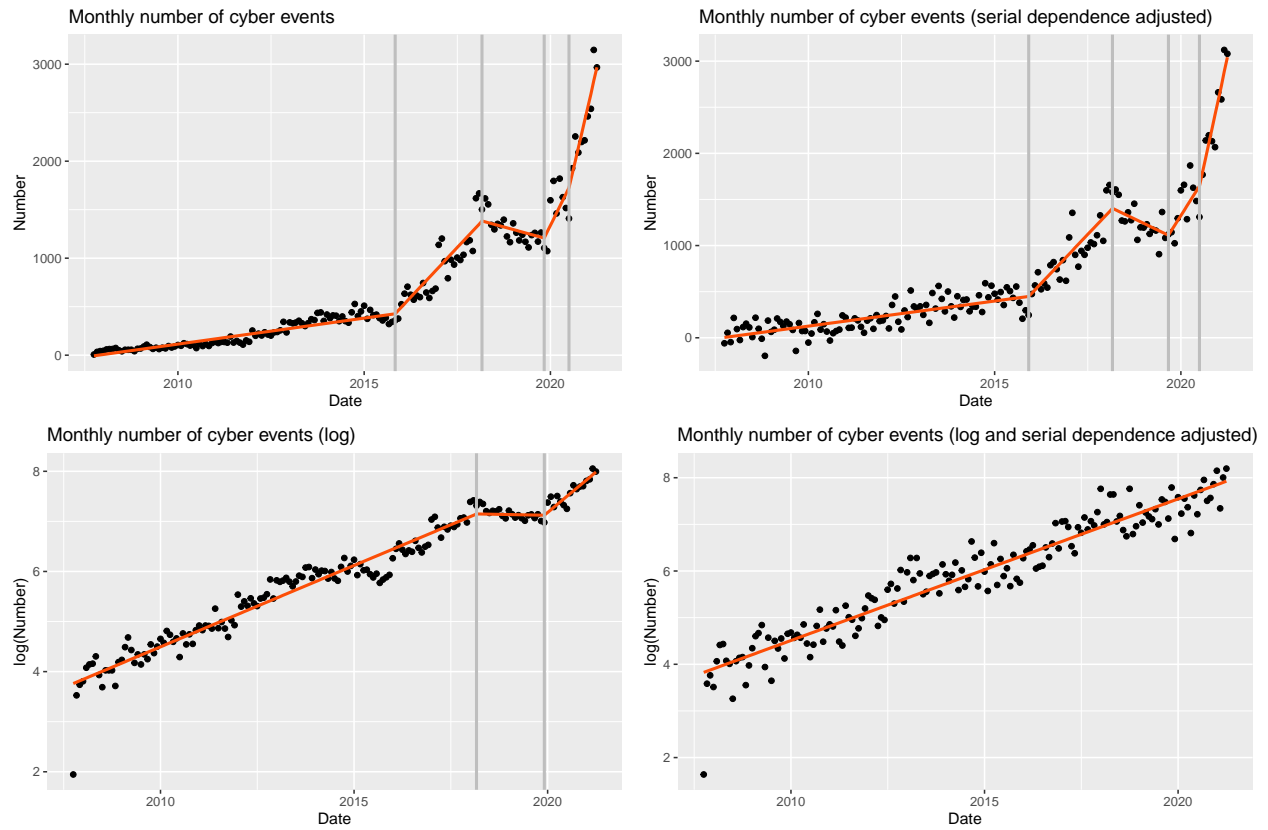 Monthly number of cyber events
3000
2000
1000
0
Number
2010
2015
2020
Date
Monthly number of cyber events (serial dependence adjusted)
3000
2000
1000
0
Number
2010
2015
2020
Date
Monthly number of cyber events (log)
8
6
4
2
log(Number)
2010
2015
2020
Date
Monthly number of cyber events (log and serial dependence adjusted)
8
6
4
2
log(Number)
2010
2015
2020
Date